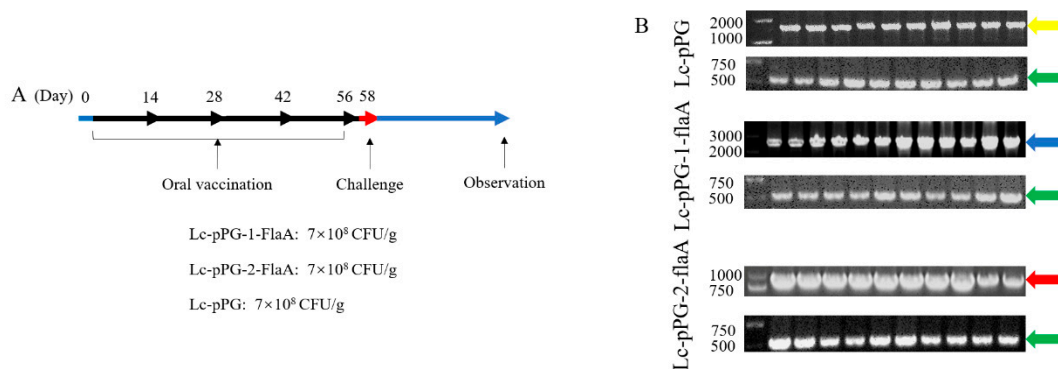 A (Day) 0 14 28 42 56 58
Oral vaccination Challenge Observation
Lc-pPG-1-FlaA: 7×10⁸ CFU/g
Lc-pPG-2-FlaA: 7×10⁸ CFU/g
Lc-pPG: 7×10⁸ CFU/g
B
Lc-pPG
2000
1000
750
500
Lc-pPG-1-flaA
3000
2000
750
500
Lc-pPG-2-flaA
1000
750
750
500